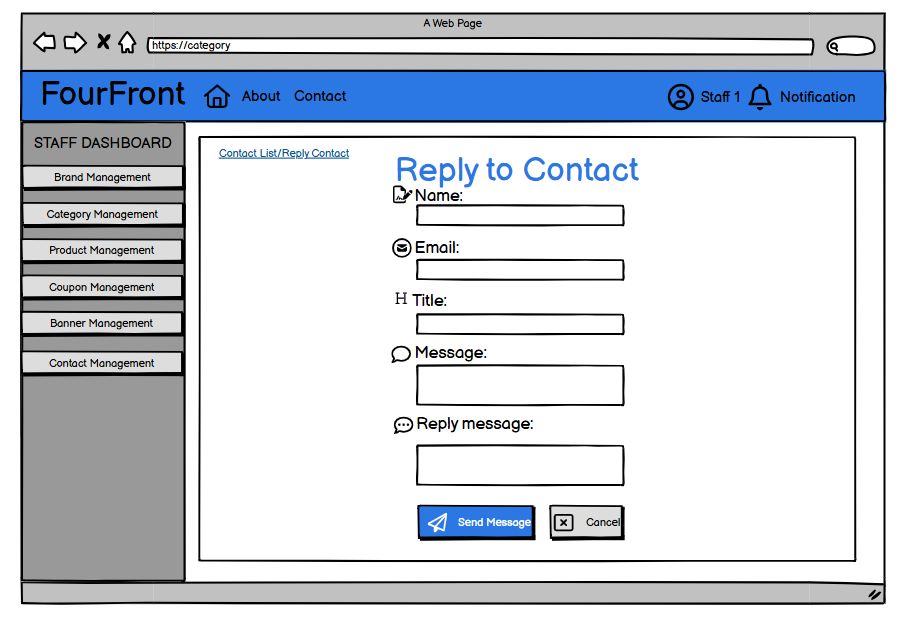 A Web Page
https://category
FourFront
About
Contact
Staff 1
Notification
STAFF DASHBOARD
Brand Management
Category Management
Product Management
Coupon Management
Banner Management
Contact Management
Contact List/Reply Contact
Reply to Contact
Name:
Email:
H Title:
Message:
Reply message:
Send Message
Cancel